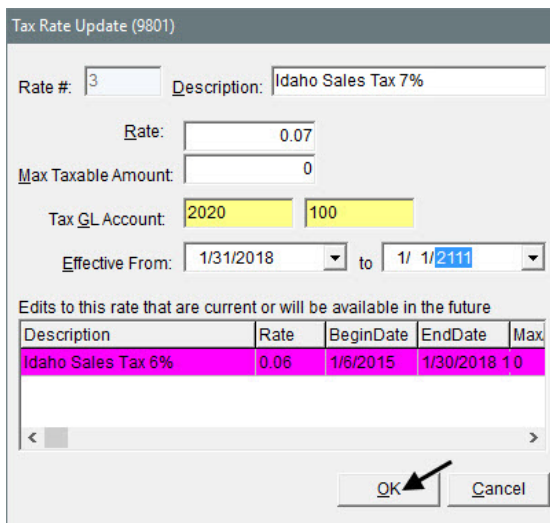 Tax Rate Update (9801)
Rate #: 3 Description: Idaho Sales Tax 7%
Rate: 0.07
Max Taxable Amount: 0
Tax GL Account: 2020 100
Effective From: 1/31/2018 to 1/ 1/2111
Edits to this rate that are current or will be available in the future
Description Rate BeginDate EndDate Max
Idaho Sales Tax 6% 0.06 1/6/2015 1/30/2018 1 0
OK Cancel